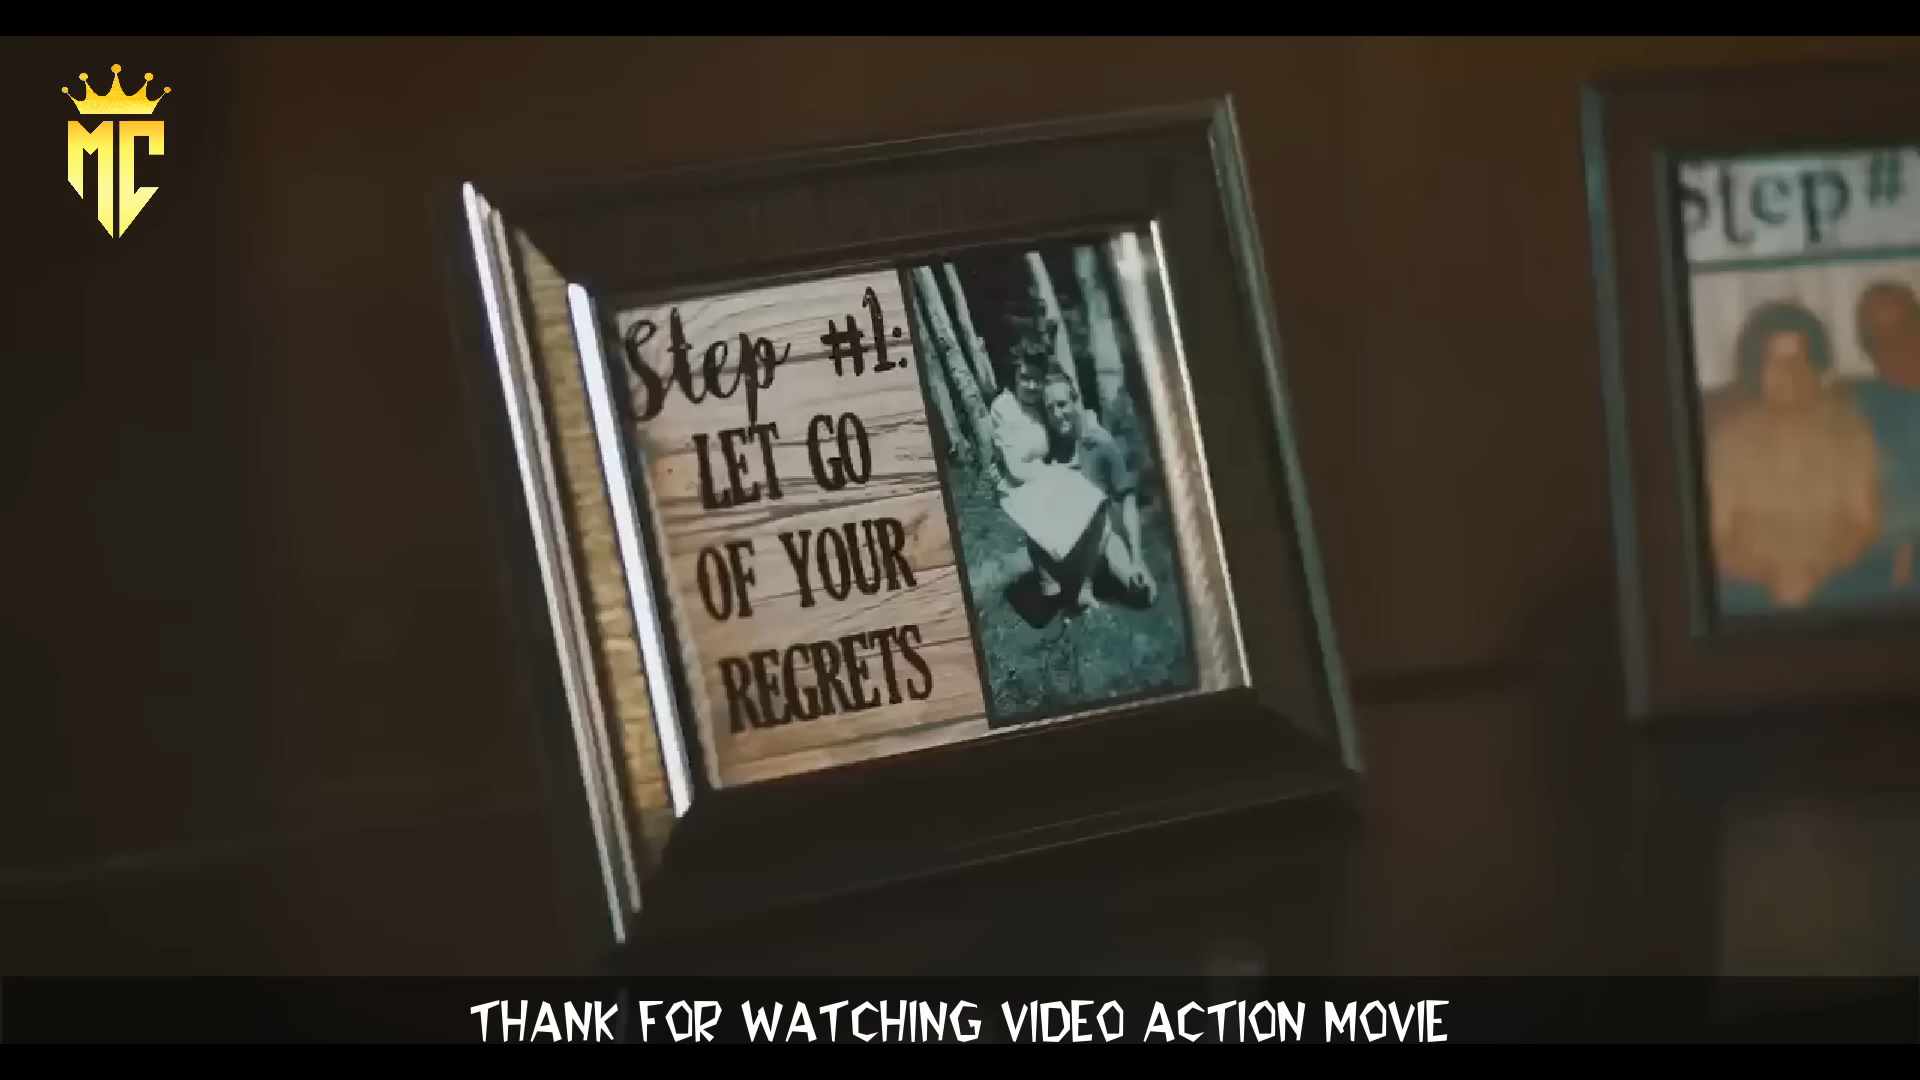 MC
Step #1:
LET GO
OF YOUR
REGRETS
Step #
THANK FOR WATCHING VIDEO ACTION MOVIE